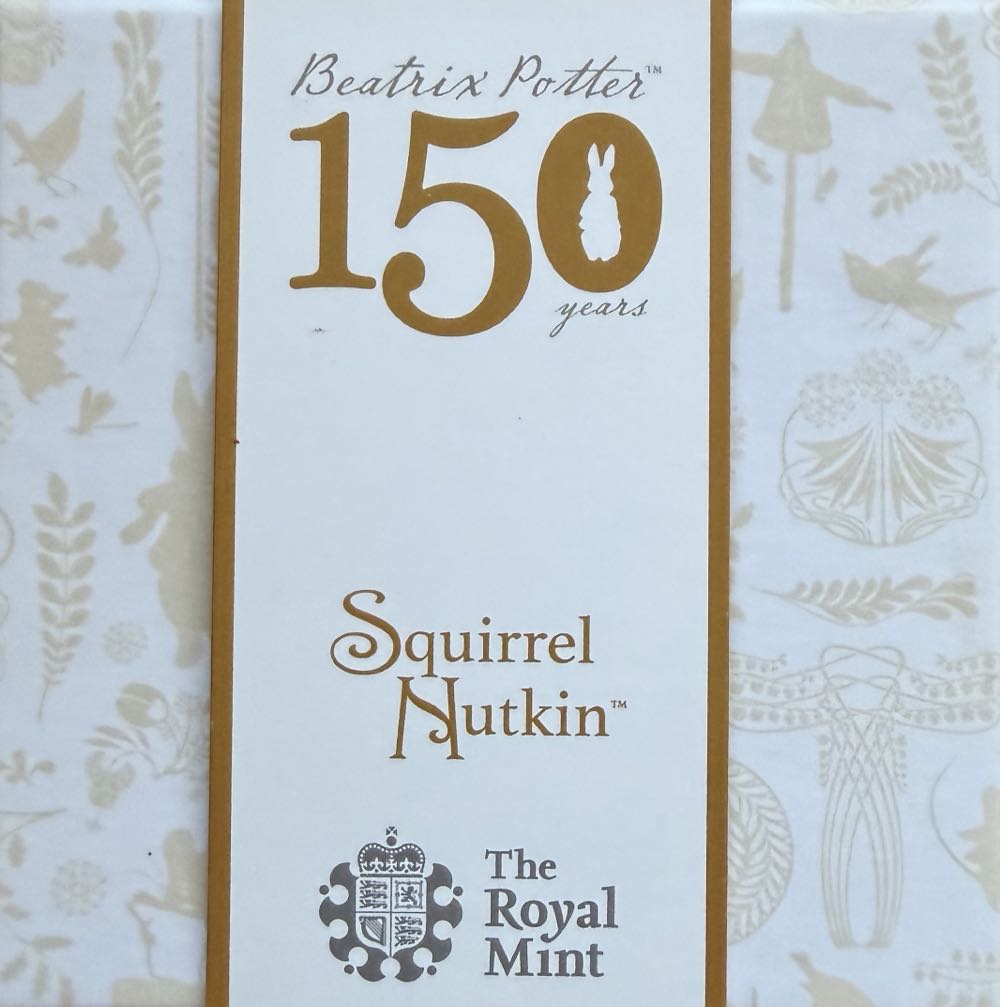 Beatrix Potter™
150
years
Squirrel
Nutkin™
The
Royal
Mint